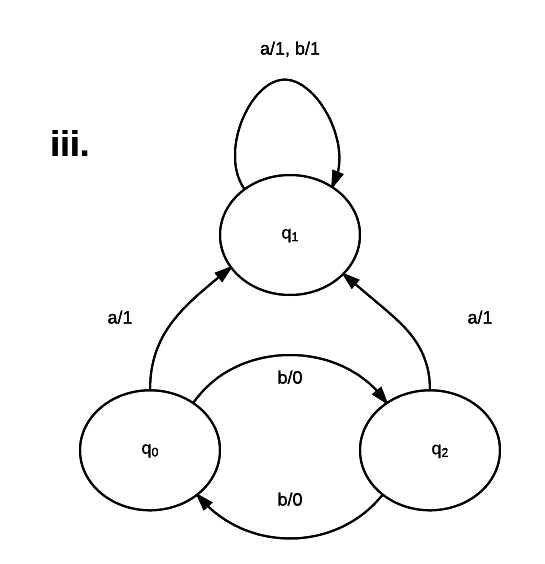 a/1, b/1
iii.
q₁
a/1
a/1
b/0
q₀
q₂
b/0